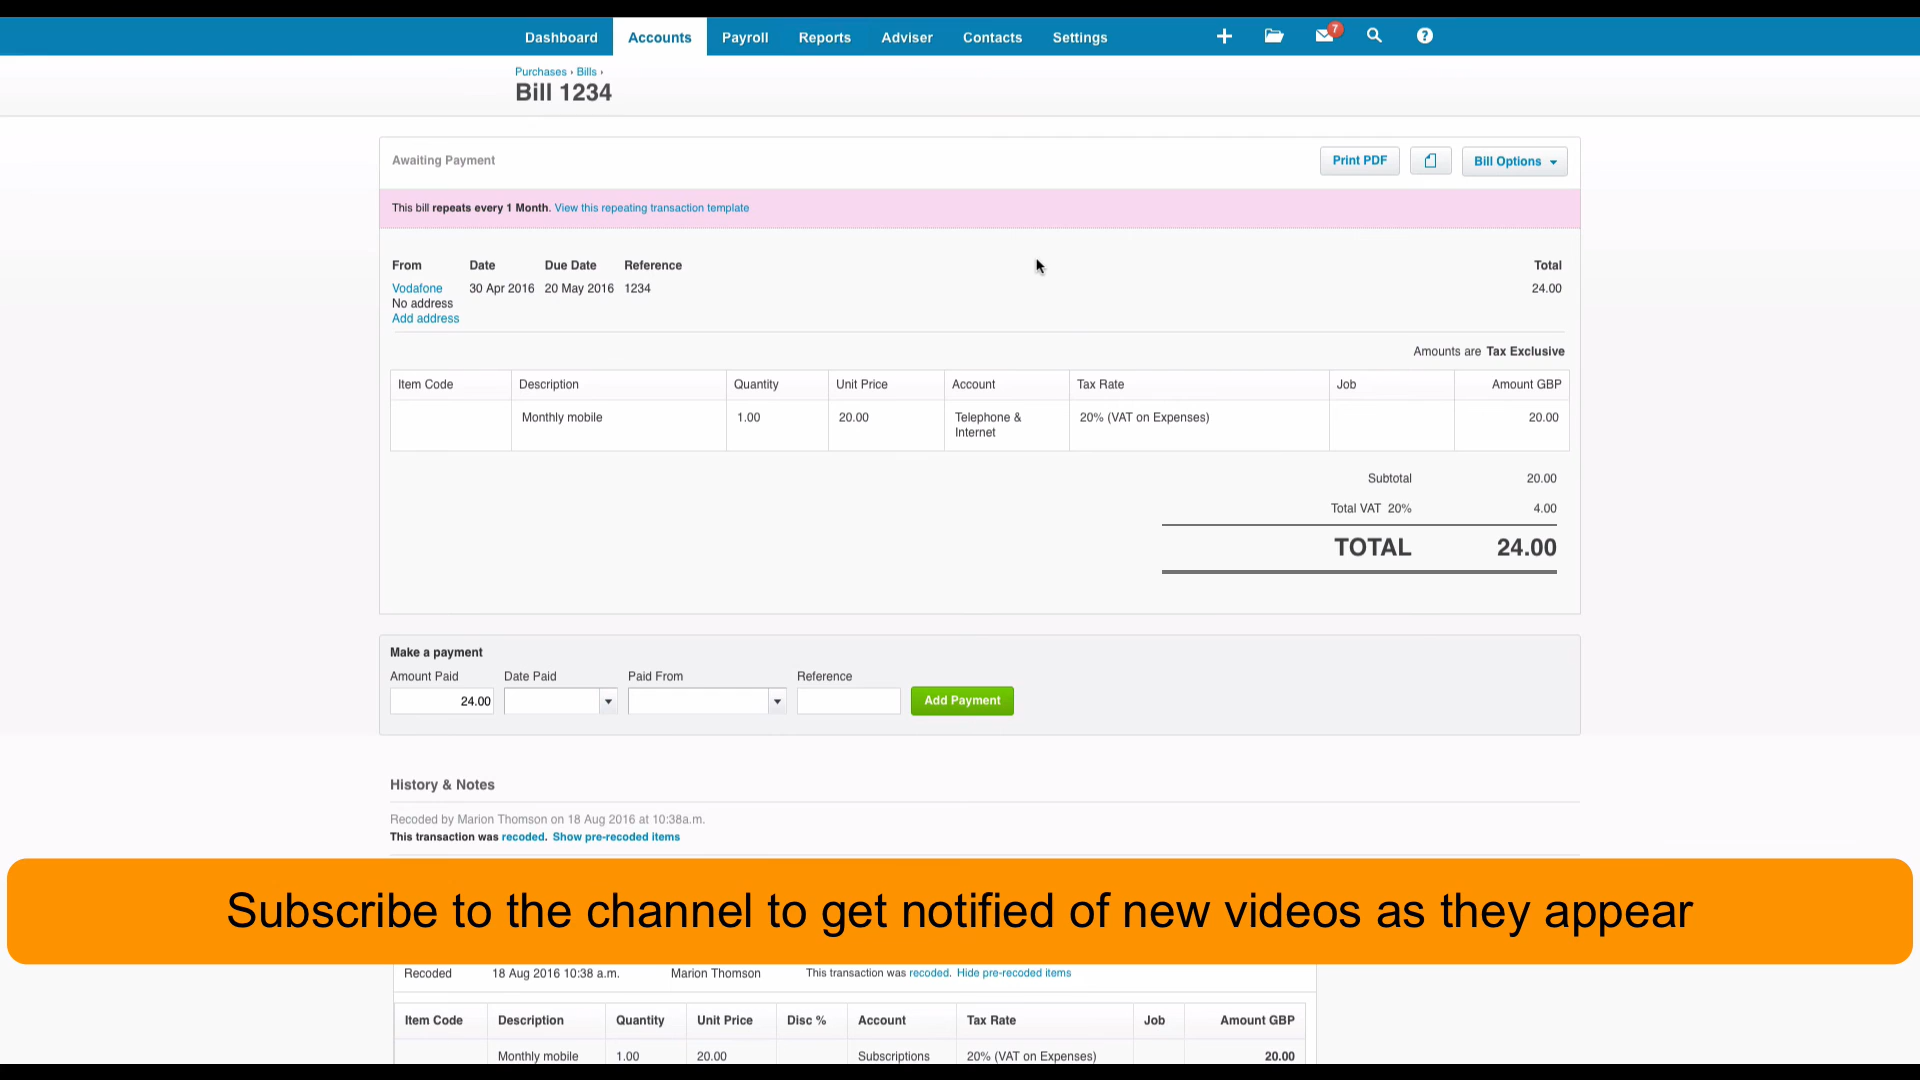 Dashboard Accounts Payroll Reports Adviser Contacts Settings 7 ?
Purchases › Bills ›
Bill 1234
Awaiting Payment Print PDF Bill Options
This bill repeats every 1 Month. View this repeating transaction template
From Date Due Date Reference Total
Vodafone 30 Apr 2016 20 May 2016 1234 24.00
No address
Add address
Amounts are Tax Exclusive
Item Code Description Quantity Unit Price Account Tax Rate Job Amount GBP
Monthly mobile 1.00 20.00 Telephone & 20% (VAT on Expenses) 20.00
Internet
Subtotal 20.00
Total VAT 20% 4.00
TOTAL 24.00
Make a payment
Amount Paid Date Paid Paid From Reference
24.00 Add Payment
History & Notes
Recoded by Marion Thomson on 18 Aug 2016 at 10:38a.m.
This transaction was recoded. Show pre-recoded items
Subscribe to the channel to get notified of new videos as they appear
Recoded 18 Aug 2016 10:38 a.m. Marion Thomson This transaction was recoded. Hide pre-recoded items
Item Code Description Quantity Unit Price Disc % Account Tax Rate Job Amount GBP
Monthly mobile 1.00 20.00 Subscriptions 20% (VAT on Expenses) 20.00